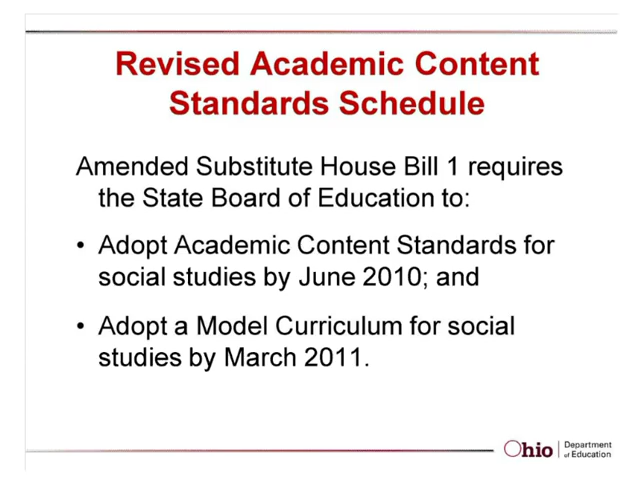 Revised Academic Content
Standards Schedule
Amended Substitute House Bill 1 requires
the State Board of Education to:
• Adopt Academic Content Standards for
social studies by June 2010; and
• Adopt a Model Curriculum for social
studies by March 2011.
Ohio
Department
of Education